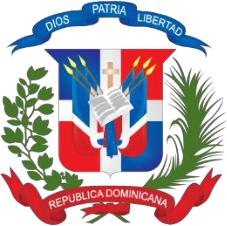 DIOS PATRIA LIBERTAD
REPUBLICA DOMINICANA